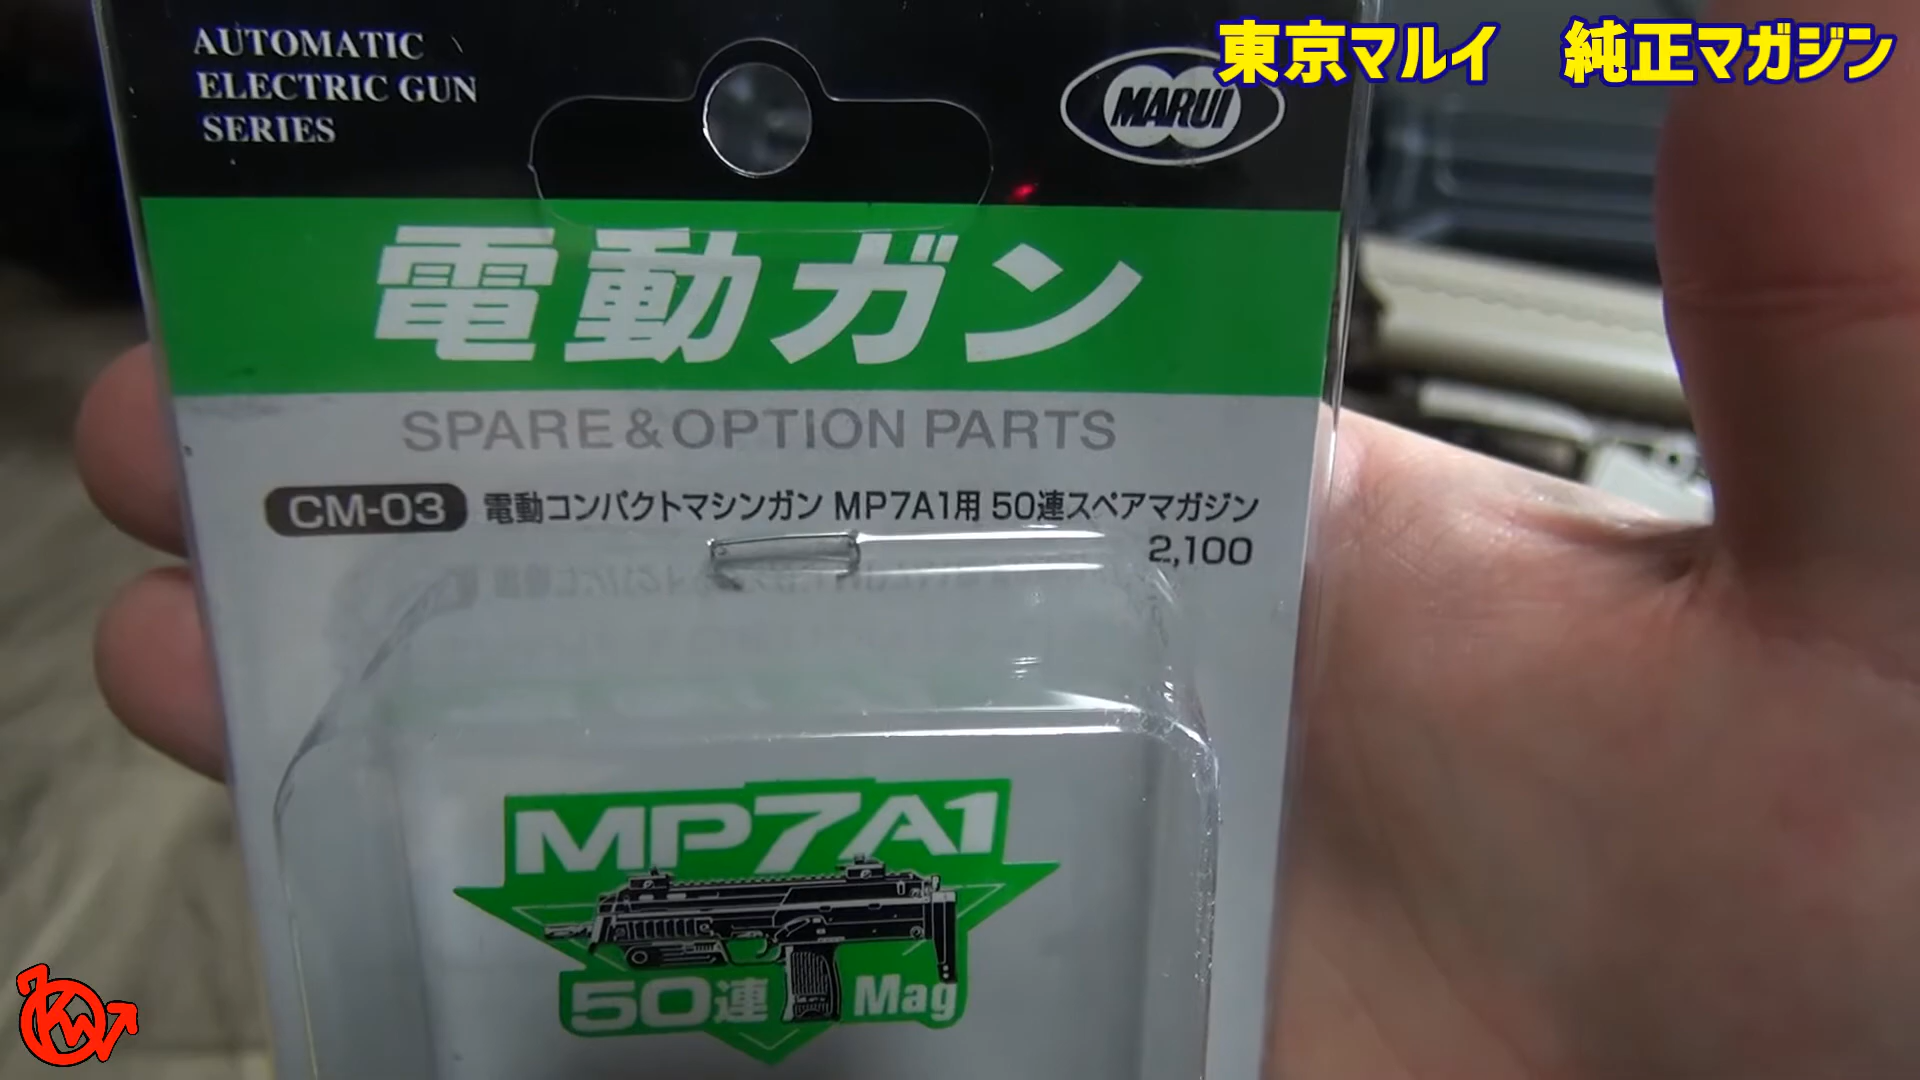 東京マルイ 純正マガジン
AUTOMATIC
ELECTRIC GUN
SERIES
MARUI
電動ガン
SPARE & OPTION PARTS
CM-03 電動コンパクトマシンガン MP7A1用 50連スペアマガジン
2,100
MP7A1
50連 Mag
KW